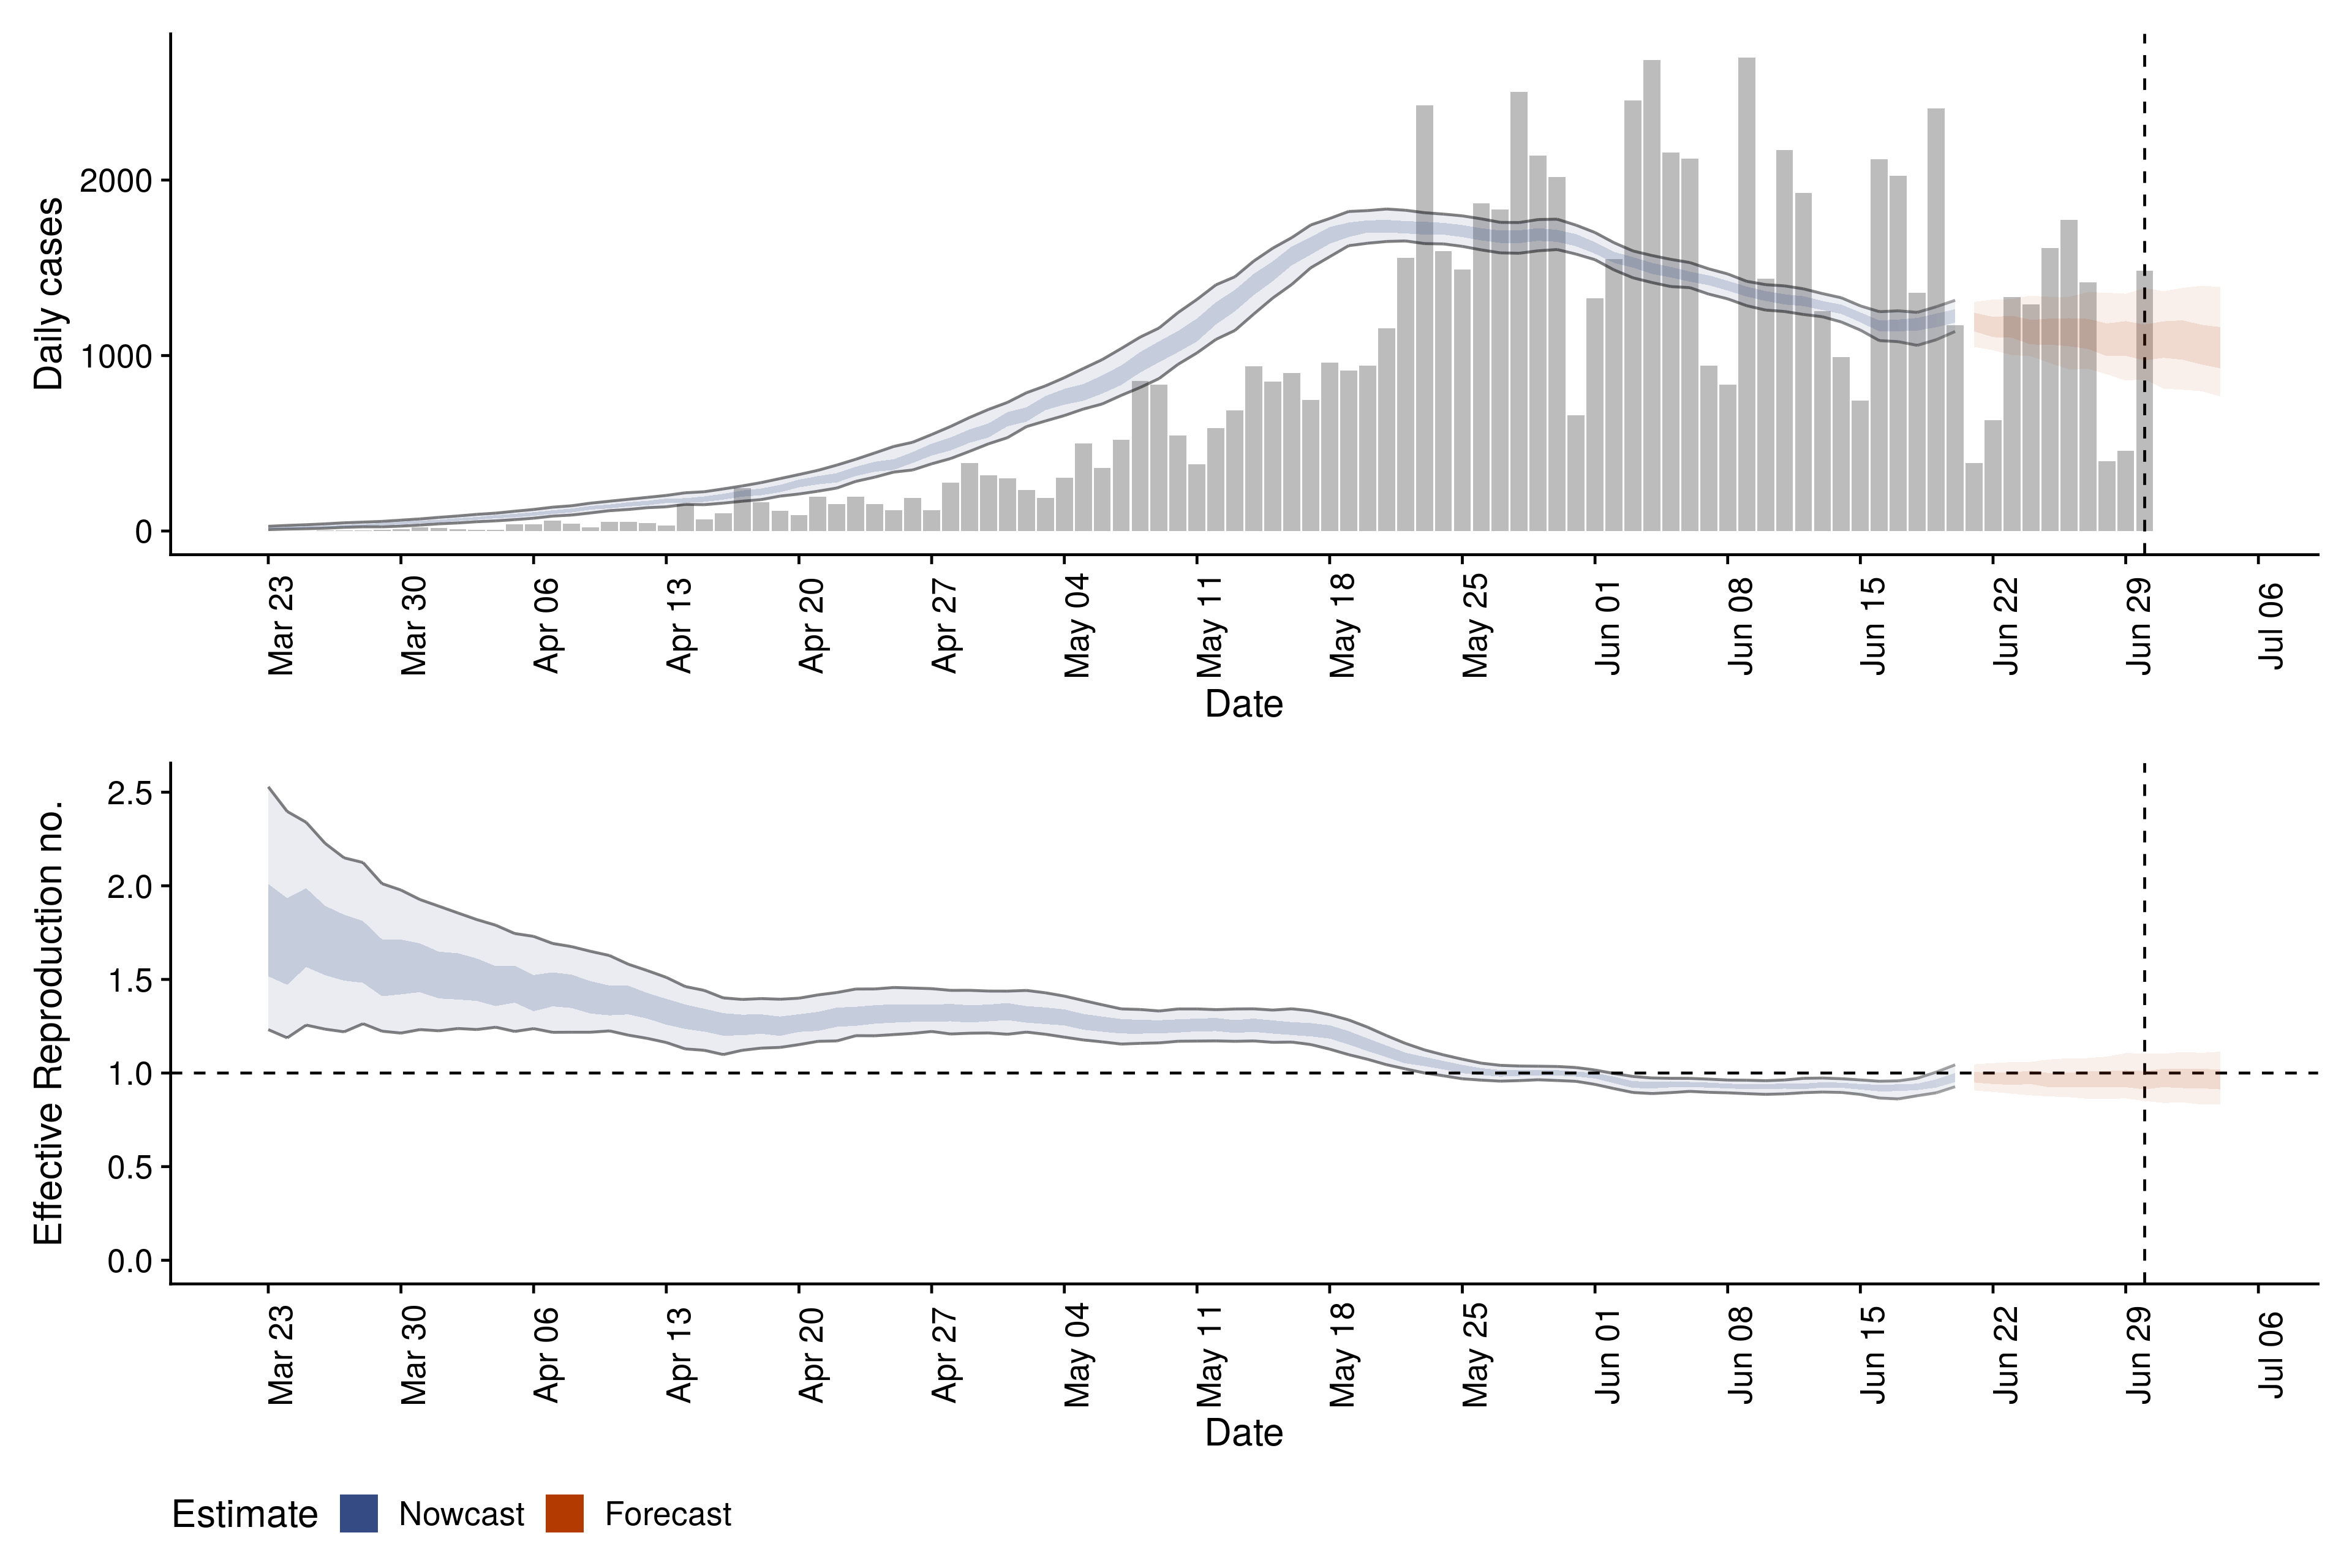 Daily cases
2000
1000
0
Mar 23
Mar 30
Apr 06
Apr 13
Apr 20
Apr 27
May 04
May 11
May 18
May 25
Jun 01
Jun 08
Jun 15
Jun 22
Jun 29
Jul 06
Date
Effective Reproduction no.
2.5
2.0
1.5
1.0
0.5
0.0
Mar 23
Mar 30
Apr 06
Apr 13
Apr 20
Apr 27
May 04
May 11
May 18
May 25
Jun 01
Jun 08
Jun 15
Jun 22
Jun 29
Jul 06
Date
Estimate Nowcast Forecast